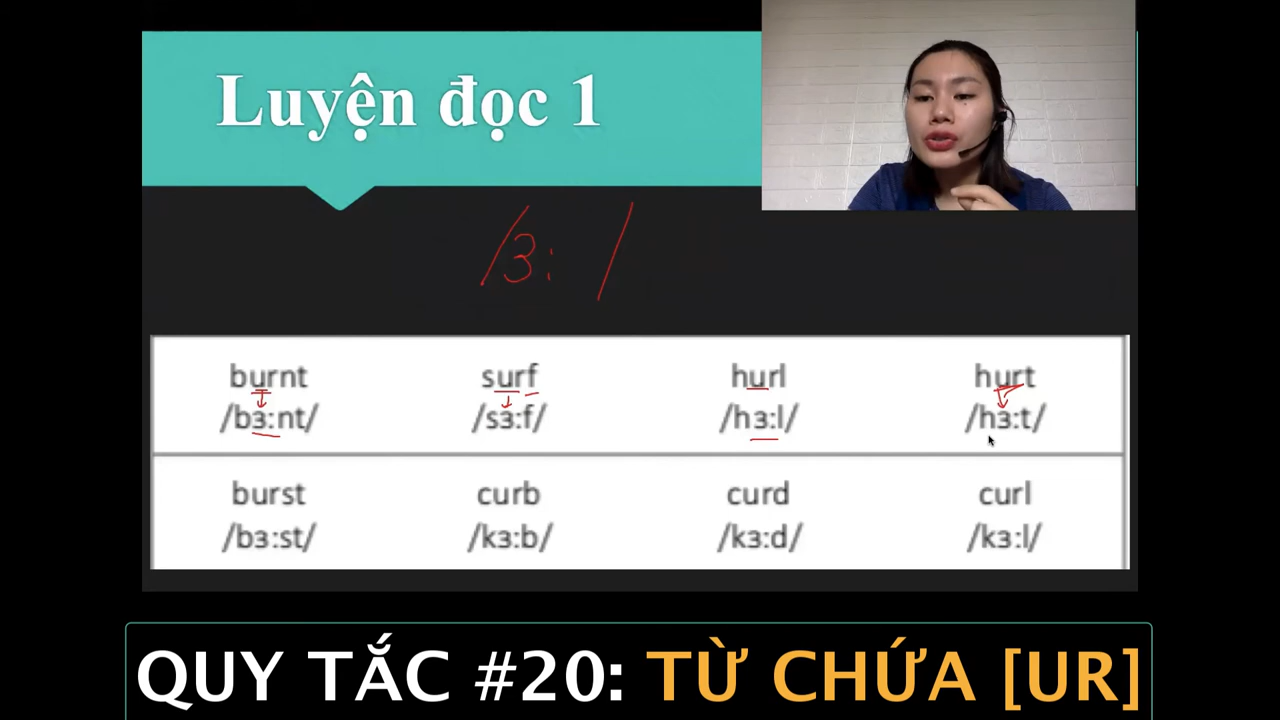 Luyện đọc 1
/ɜ: /
burnt surf hurl hurt
/bɜ:nt/ /sɜ:f/ /hɜ:l/ /hɜ:t/
burst curb curd curl
/bɜ:st/ /kɜ:b/ /kɜ:d/ /kɜ:l/
QUY TẮC #20: TỪ CHỨA [UR]